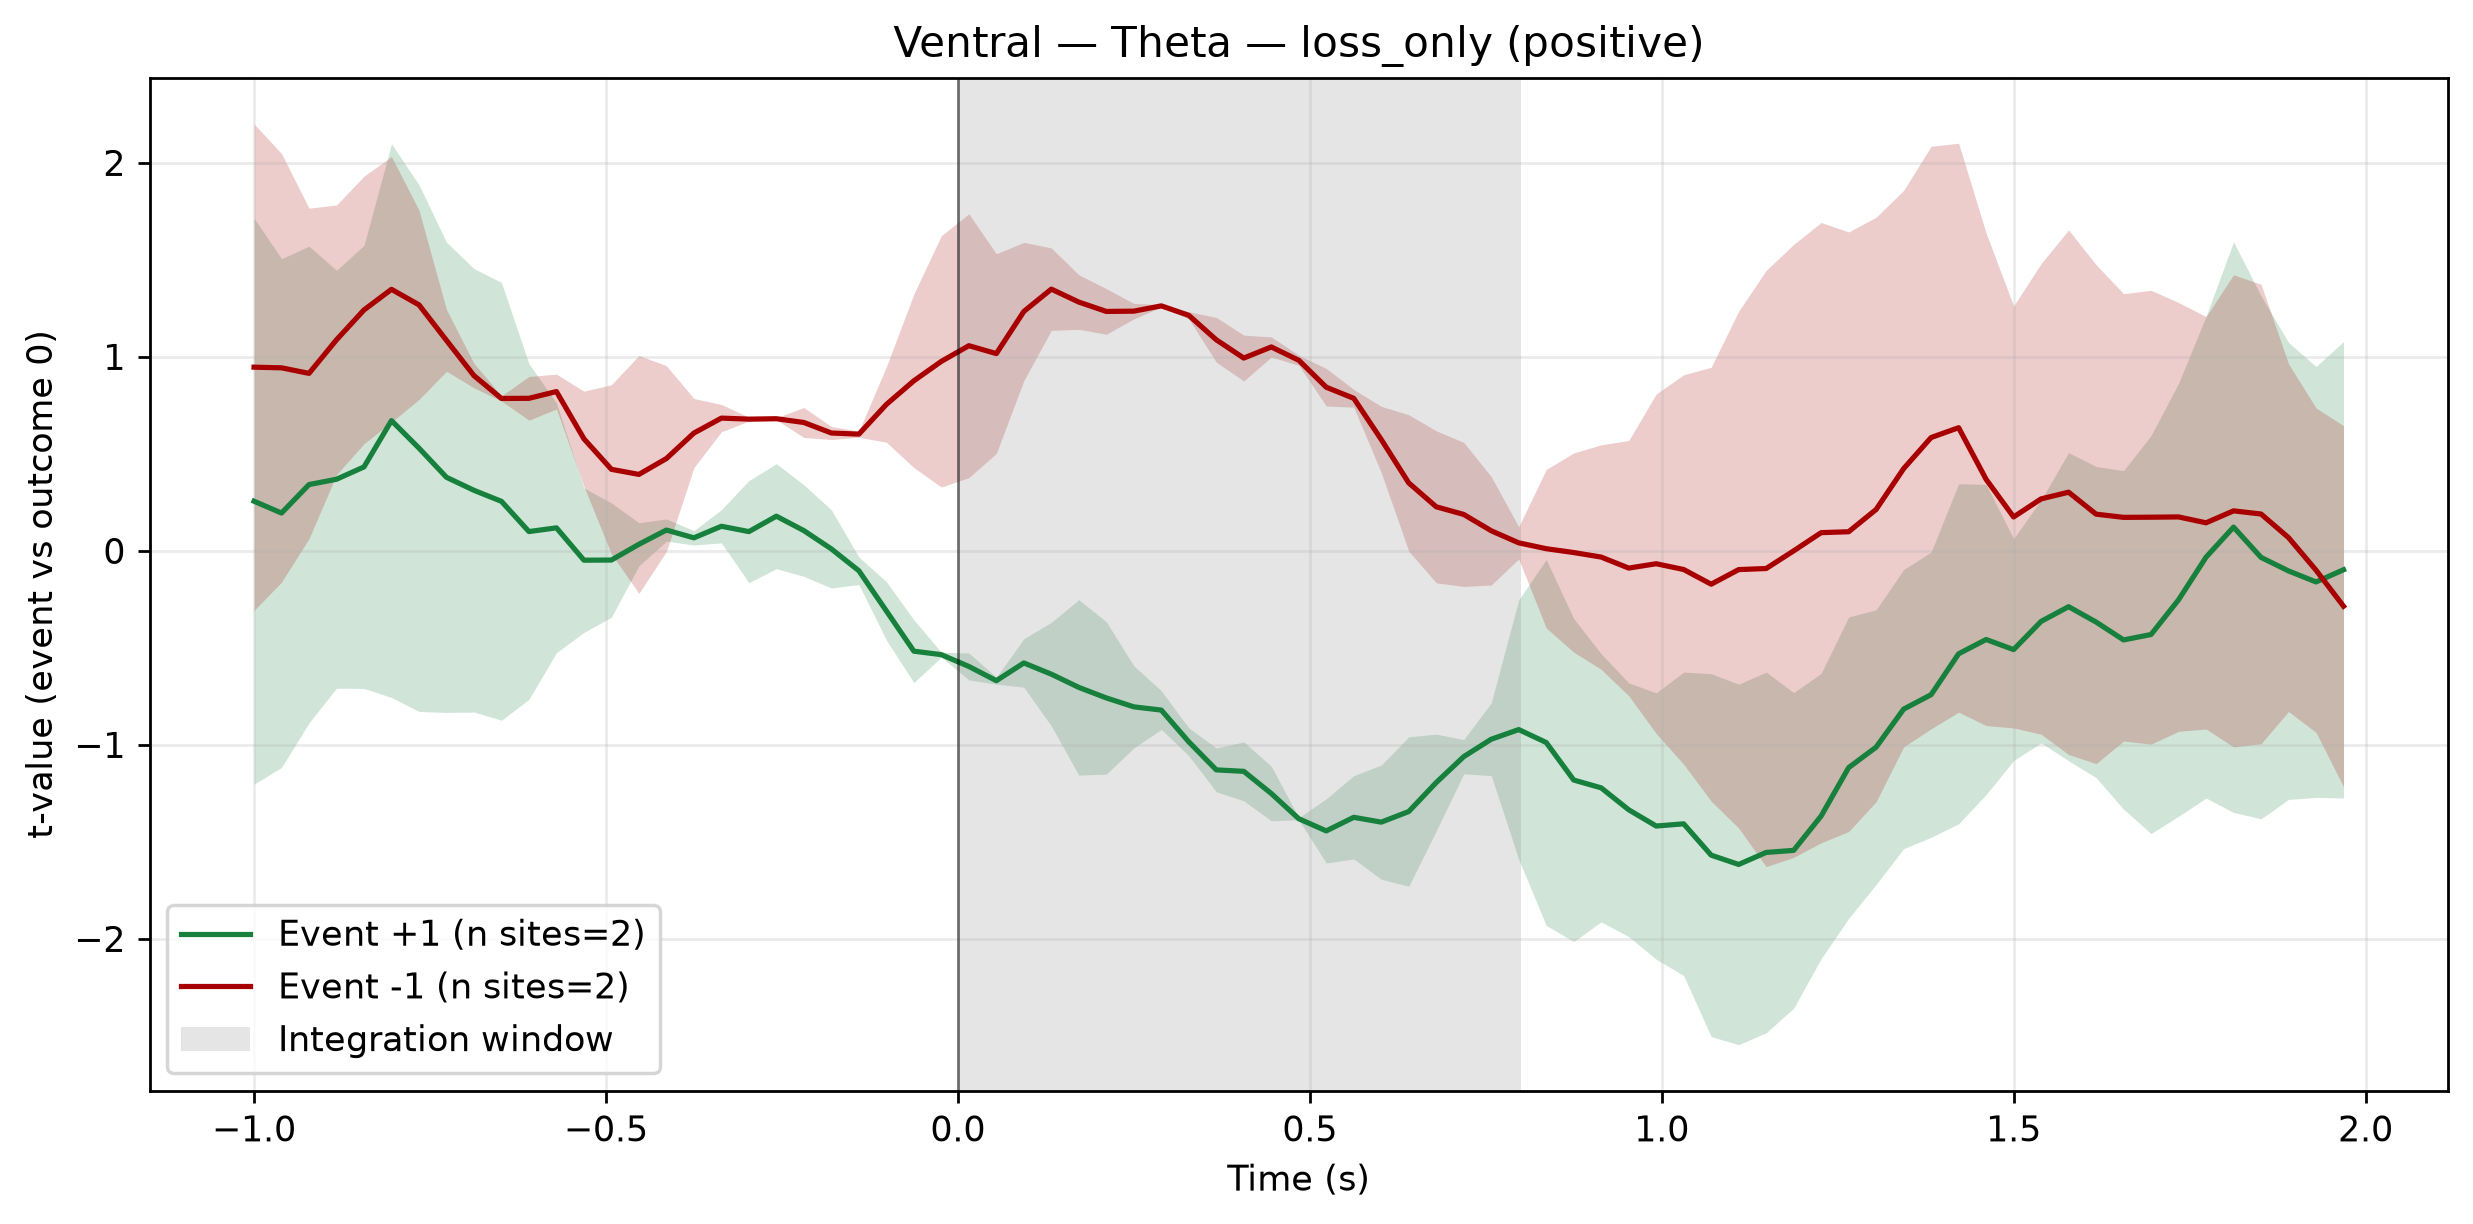 Ventral — Theta — loss_only (positive)
t-value (event vs outcome 0)
2
1
0
−1
−2
Event +1 (n sites=2)
Event -1 (n sites=2)
Integration window
−1.0 −0.5 0.0 0.5 1.0 1.5 2.0
Time (s)